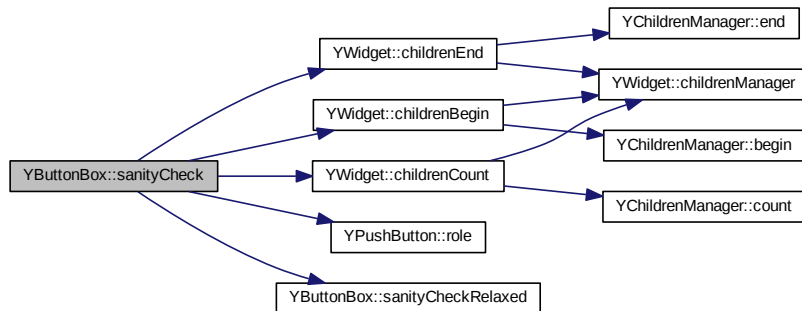 YButtonBox::sanityCheck
YWidget::childrenEnd
YWidget::childrenBegin
YWidget::childrenCount
YPushButton::role
YButtonBox::sanityCheckRelaxed
YChildrenManager::end
YWidget::childrenManager
YChildrenManager::begin
YChildrenManager::count